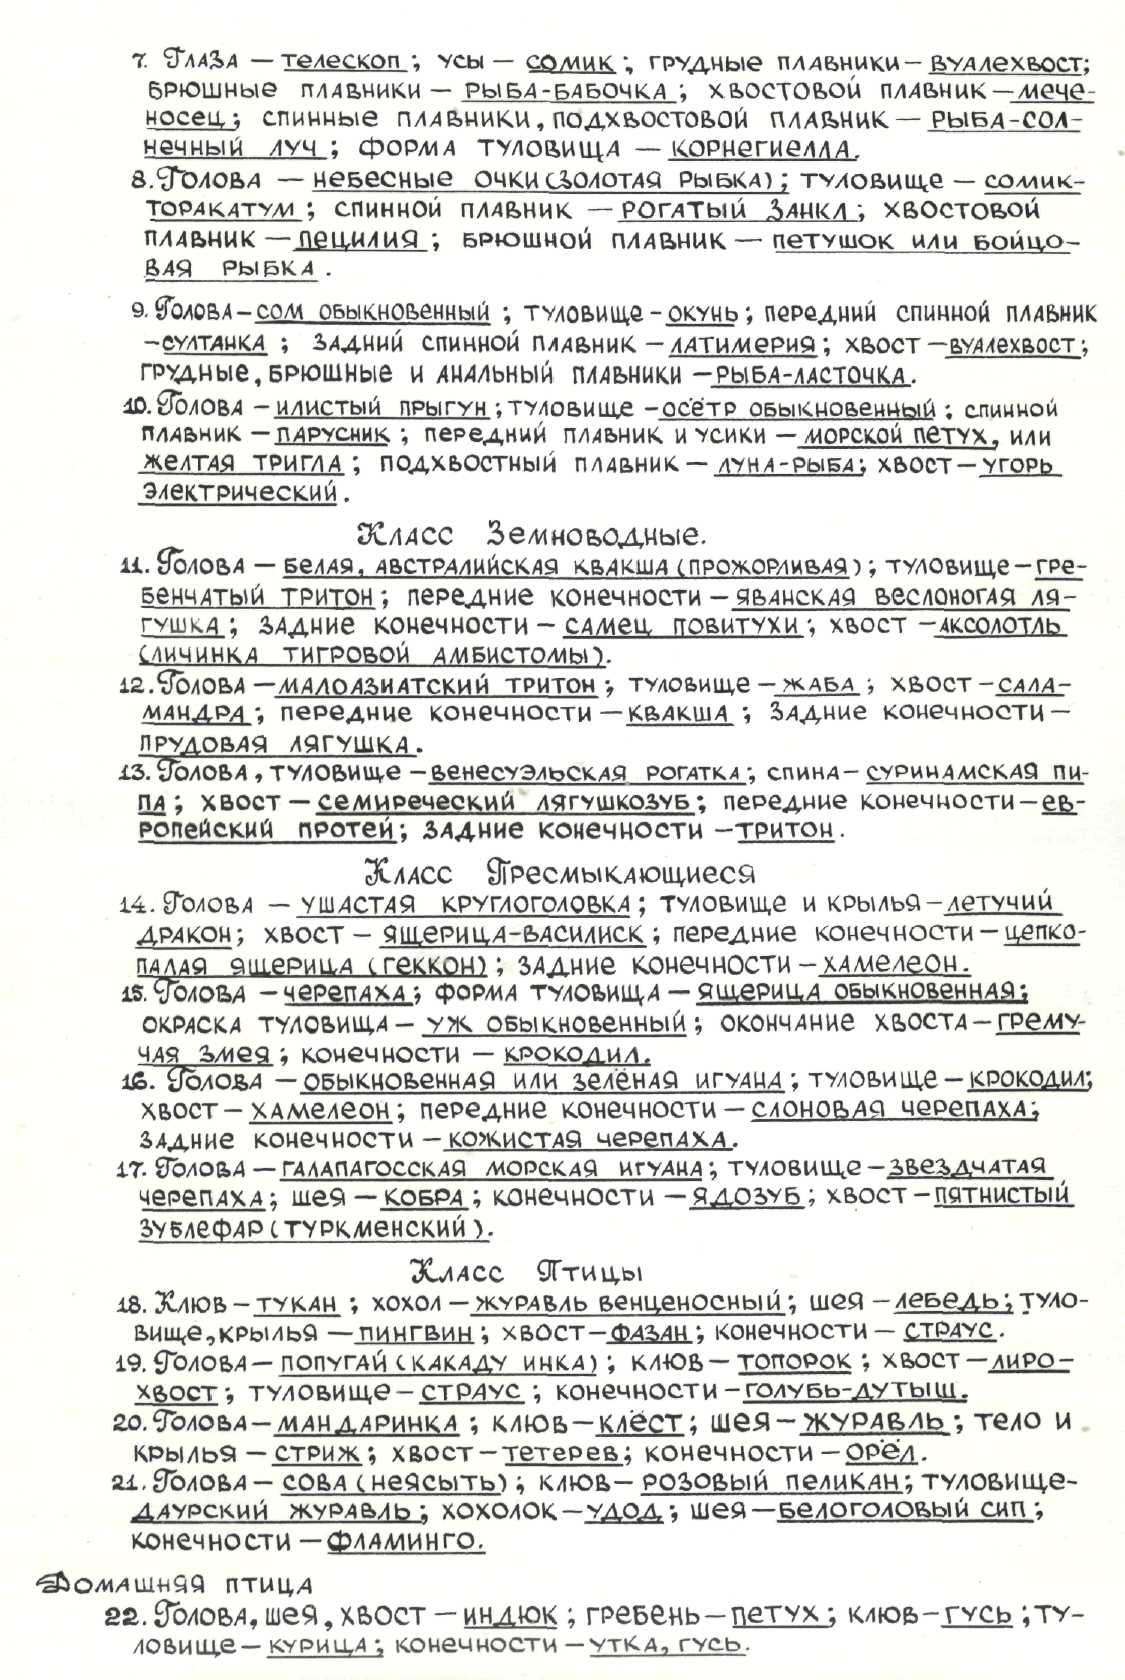 7. Глаза — телескоп; усы — сомик; грудные плавники — вуалехвост;
брюшные плавники — рыба-бабочка; хвостовой плавник — мече-
носец; спинные плавники, подхвостовой плавник — рыба-сол-
нечный луч; форма туловища — корнегиелла.
8. Голова — небесные очки (золотая рыбка); туловище — сомик-
торакатум; спинной плавник — рогатый занкл; хвостовой
плавник — пецилия; брюшной плавник — петушок или бойцо-
вая рыбка.
9. Голова — сом обыкновенный; туловище — окунь; передний спинной плавник
— султанка; задний спинной плавник — латимерия; хвост — вуалехвост;
грудные, брюшные и анальный плавники — рыба-ласточка.
10. Голова — илистый прыгун; туловище — осётр обыкновенный; спинной
плавник — парусник; передний плавник и усики — морской петух, или
желтая тригла; подхвостный плавник — луна-рыба; хвост — угорь
электрический.
Класс Земноводные.
11. Голова — белая, австралийская квакша (прожорливая); туловище — гре-
бенчатый тритон; передние конечности — яванская веслоногая ля-
гушка; задние конечности — самец повитухи; хвост — аксолотль
(личинка тигровой амбистомы).
12. Голова — малоазиатский тритон; туловище — жаба; хвост — сала-
мандра; передние конечности — квакша; задние конечности —
прудовая лягушка.
13. Голова, туловище — венесуэльская рогатка; спина — суринамская пи-
па; хвост — семиреческий лягушкозуб; передние конечности — ев-
ропейский протей; задние конечности — тритон.
Класс Пресмыкающиеся
14. Голова — ушастая круглоголовка; туловище и крылья — летучий
дракон; хвост — ящерица-василиск; передние конечности — цепко-
палая ящерица (геккон); задние конечности — хамелеон.
15. Голова — черепаха; форма туловища — ящерица обыкновенная;
окраска туловища — уж обыкновенный; окончание хвоста — грему-
чая змея; конечности — крокодил.
16. Голова — обыкновенная или зелёная игуана; туловище — крокодил;
хвост — хамелеон; передние конечности — слоновая черепаха;
задние конечности — кожистая черепаха.
17. Голова — галапагосская морская игуана; туловище — звездчатая
черепаха; шея — кобра; конечности — ядозуб; хвост — пятнистый
зублефар (туркменский).
Класс Птицы
18. Клюв — тукан; хохол — журавль венценосный; шея — лебедь; туло-
вище, крылья — пингвин; хвост — фазан; конечности — страус.
19. Голова — попугай (какаду инка); клюв — топорок; хвост — лиро-
хвост; туловище — страус; конечности — голубь-дутыш.
20. Голова — мандаринка; клюв — клёст; шея — журавль; тело и
крылья — стриж; хвост — тетерев; конечности — орёл.
21. Голова — сова (неясыть); клюв — розовый пеликан; туловище —
даурский журавль; хохолок — удод; шея — белоголовый сип;
конечности — фламинго.
Домашняя птица
22. Голова, шея, хвост — индюк; гребень — петух; клюв — гусь; ту-
ловище — курица; конечности — утка, гусь.